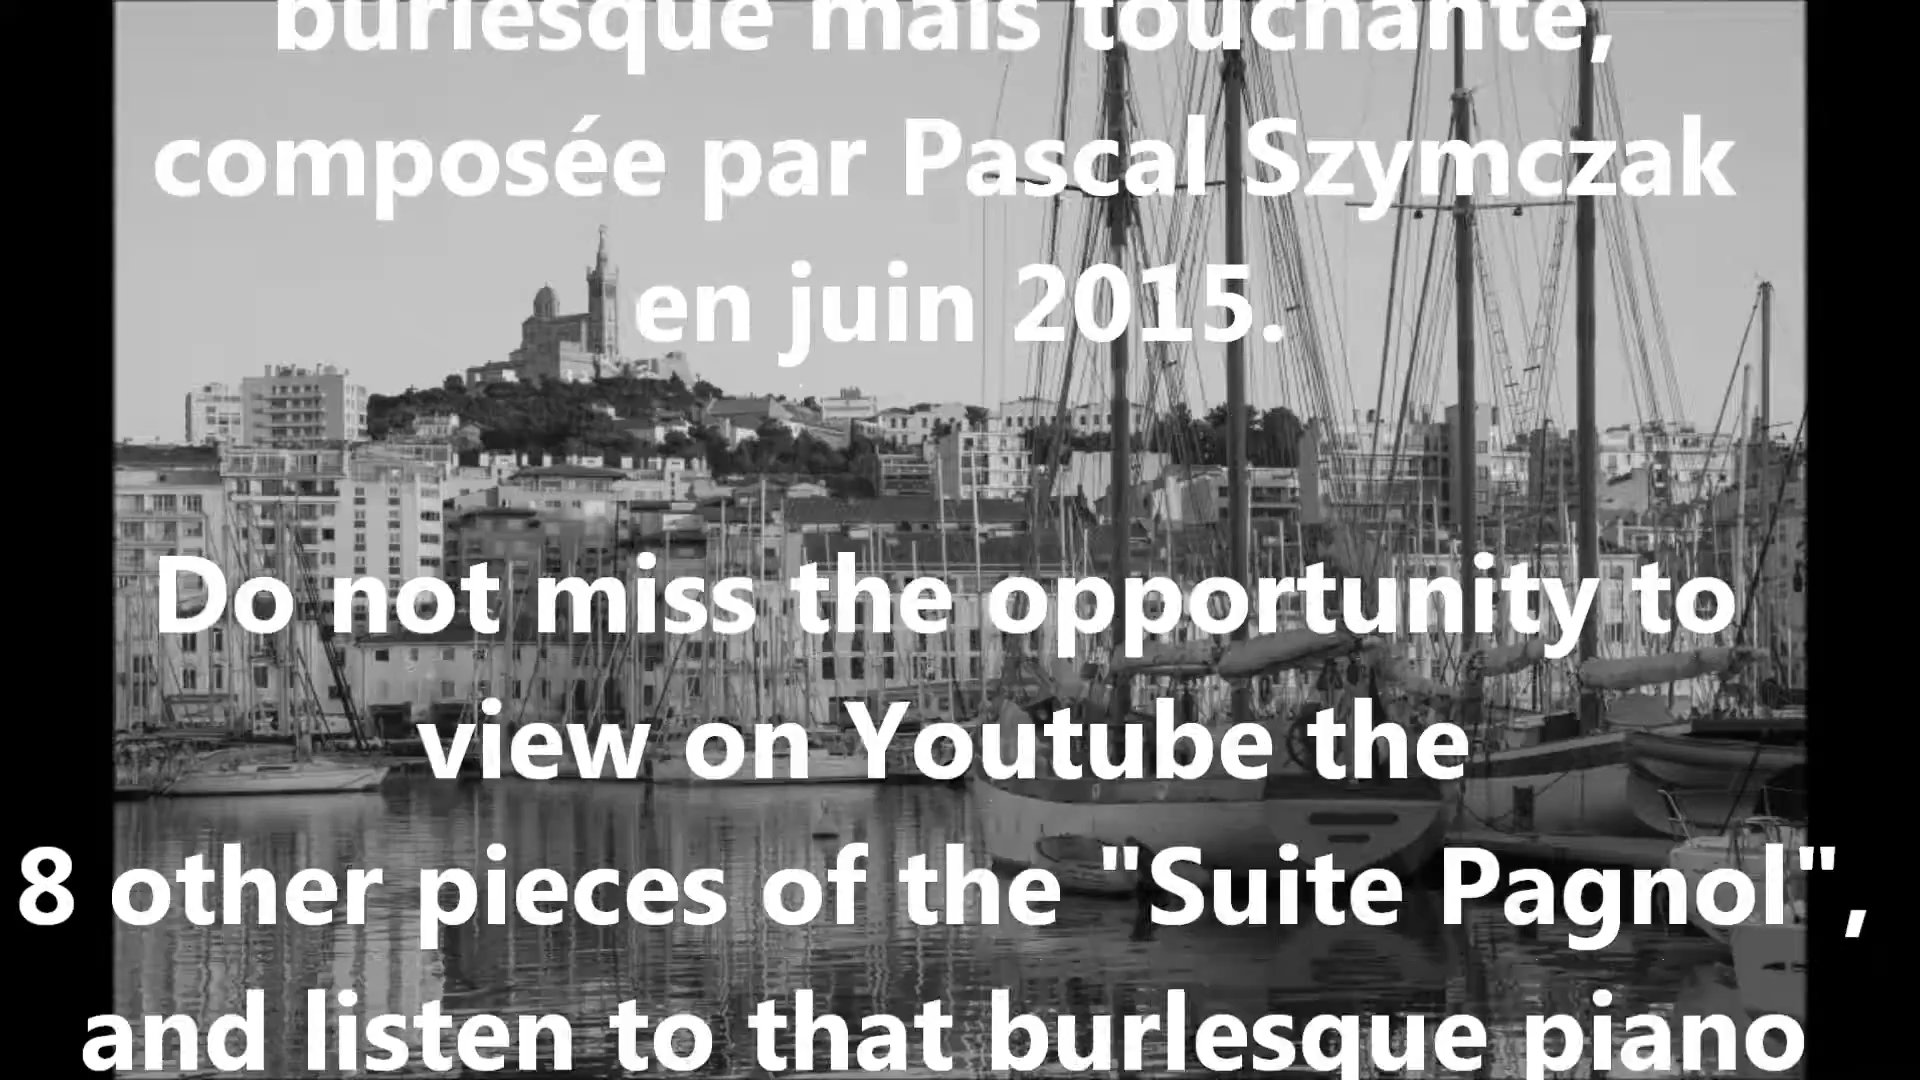 burlesque mais touchante,
composée par Pascal Szymczak
en juin 2015.
Do not miss the opportunity to
view on Youtube the
8 other pieces of the "Suite Pagnol",
and listen to that burlesque piano